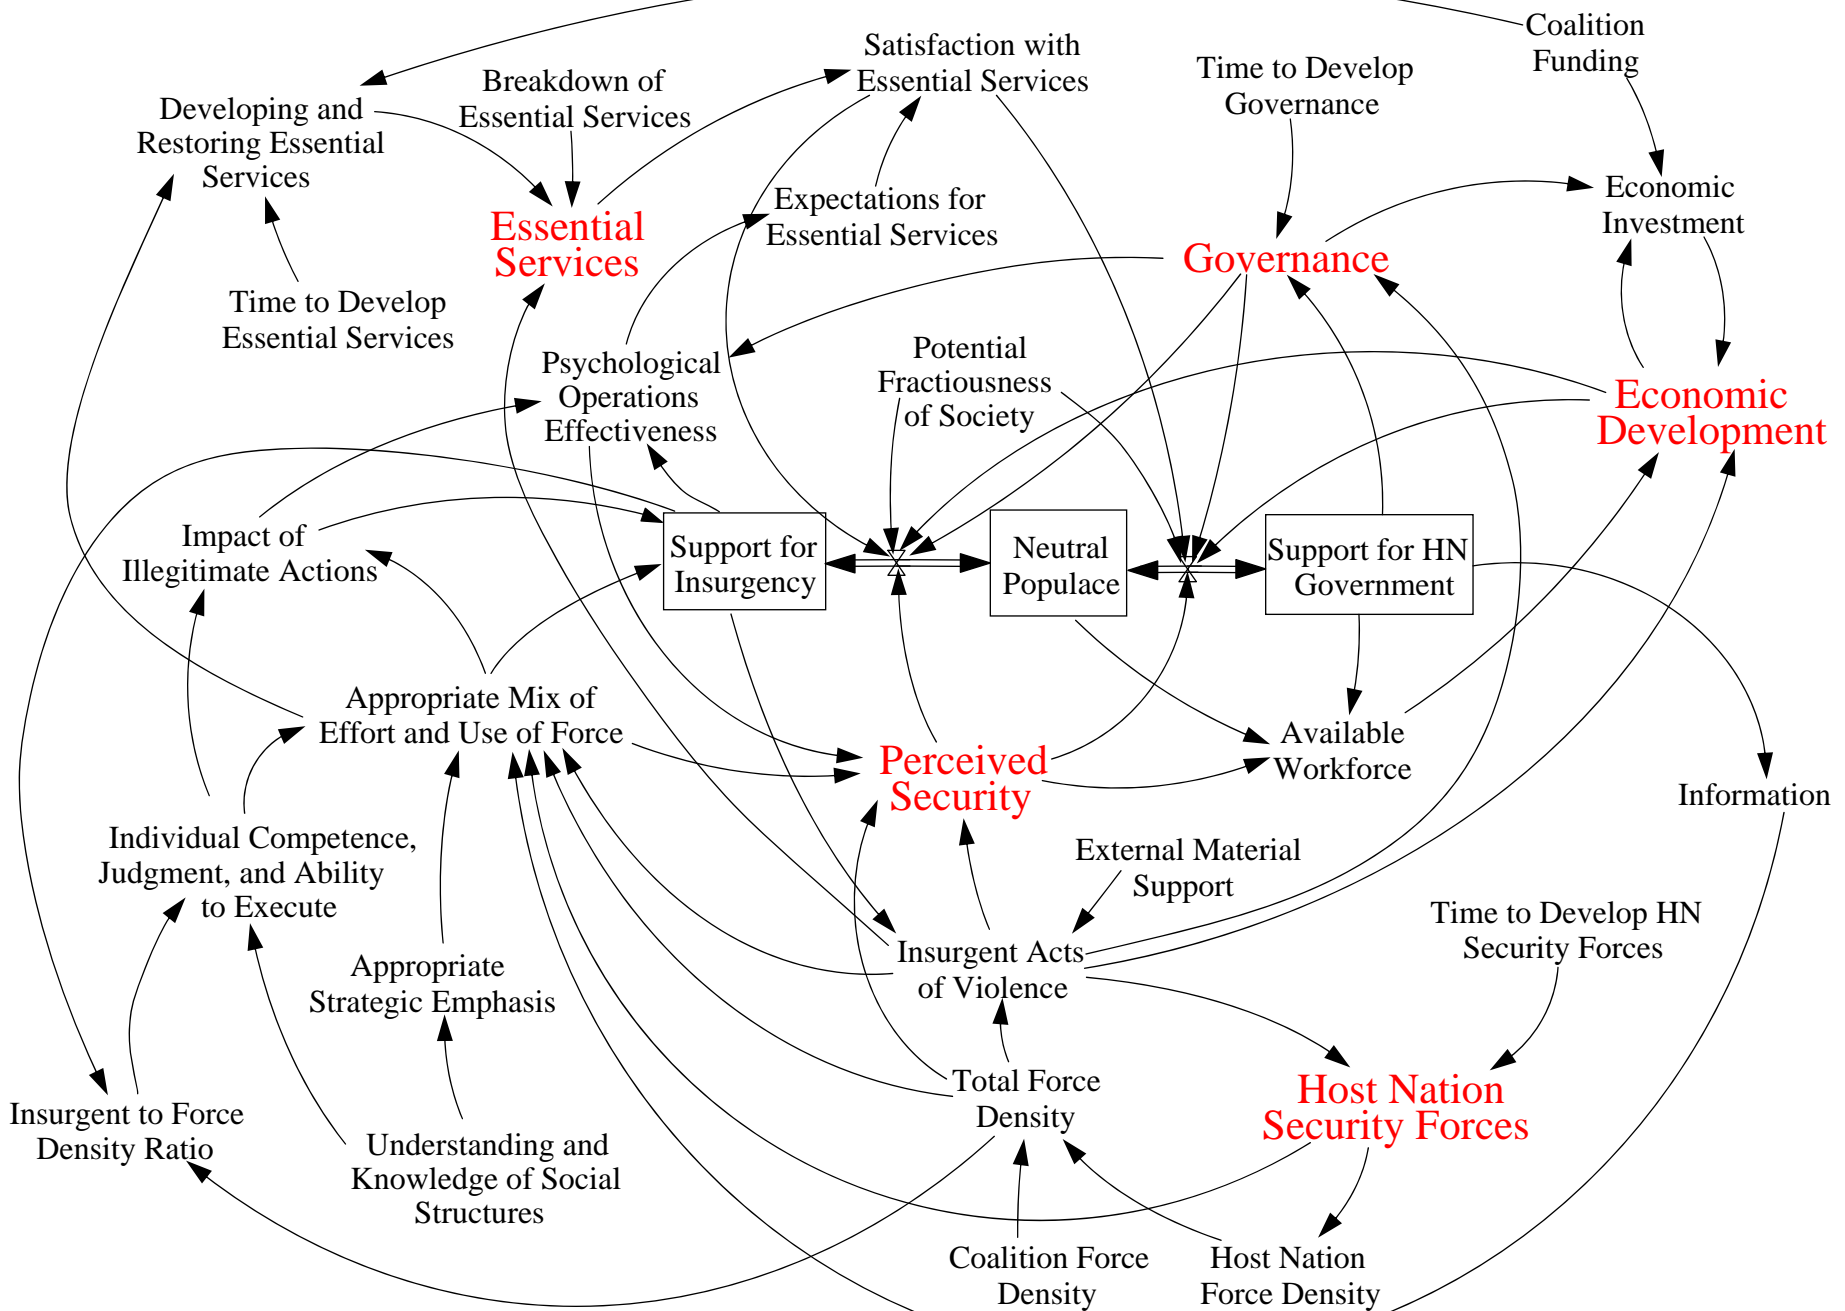 Coalition
Funding
Satisfaction with
Essential Services
Time to Develop
Governance
Breakdown of
Essential Services
Developing and
Restoring Essential
Services
Economic
Investment
Expectations for
Essential Services
Essential
Services
Governance
Time to Develop
Essential Services
Psychological
Operations
Effectiveness
Potential
Fractiousness
of Society
Economic
Development
Impact of
Illegitimate Actions
Support for
Insurgency
Neutral
Populace
Support for HN
Government
Appropriate Mix of
Effort and Use of Force
Perceived
Security
Available
Workforce
Information
Individual Competence,
Judgment, and Ability
to Execute
External Material
Support
Time to Develop HN
Security Forces
Appropriate
Strategic Emphasis
Insurgent Acts
of Violence
Total Force
Density
Host Nation
Security Forces
Insurgent to Force
Density Ratio
Understanding and
Knowledge of Social
Structures
Coalition Force
Density
Host Nation
Force Density